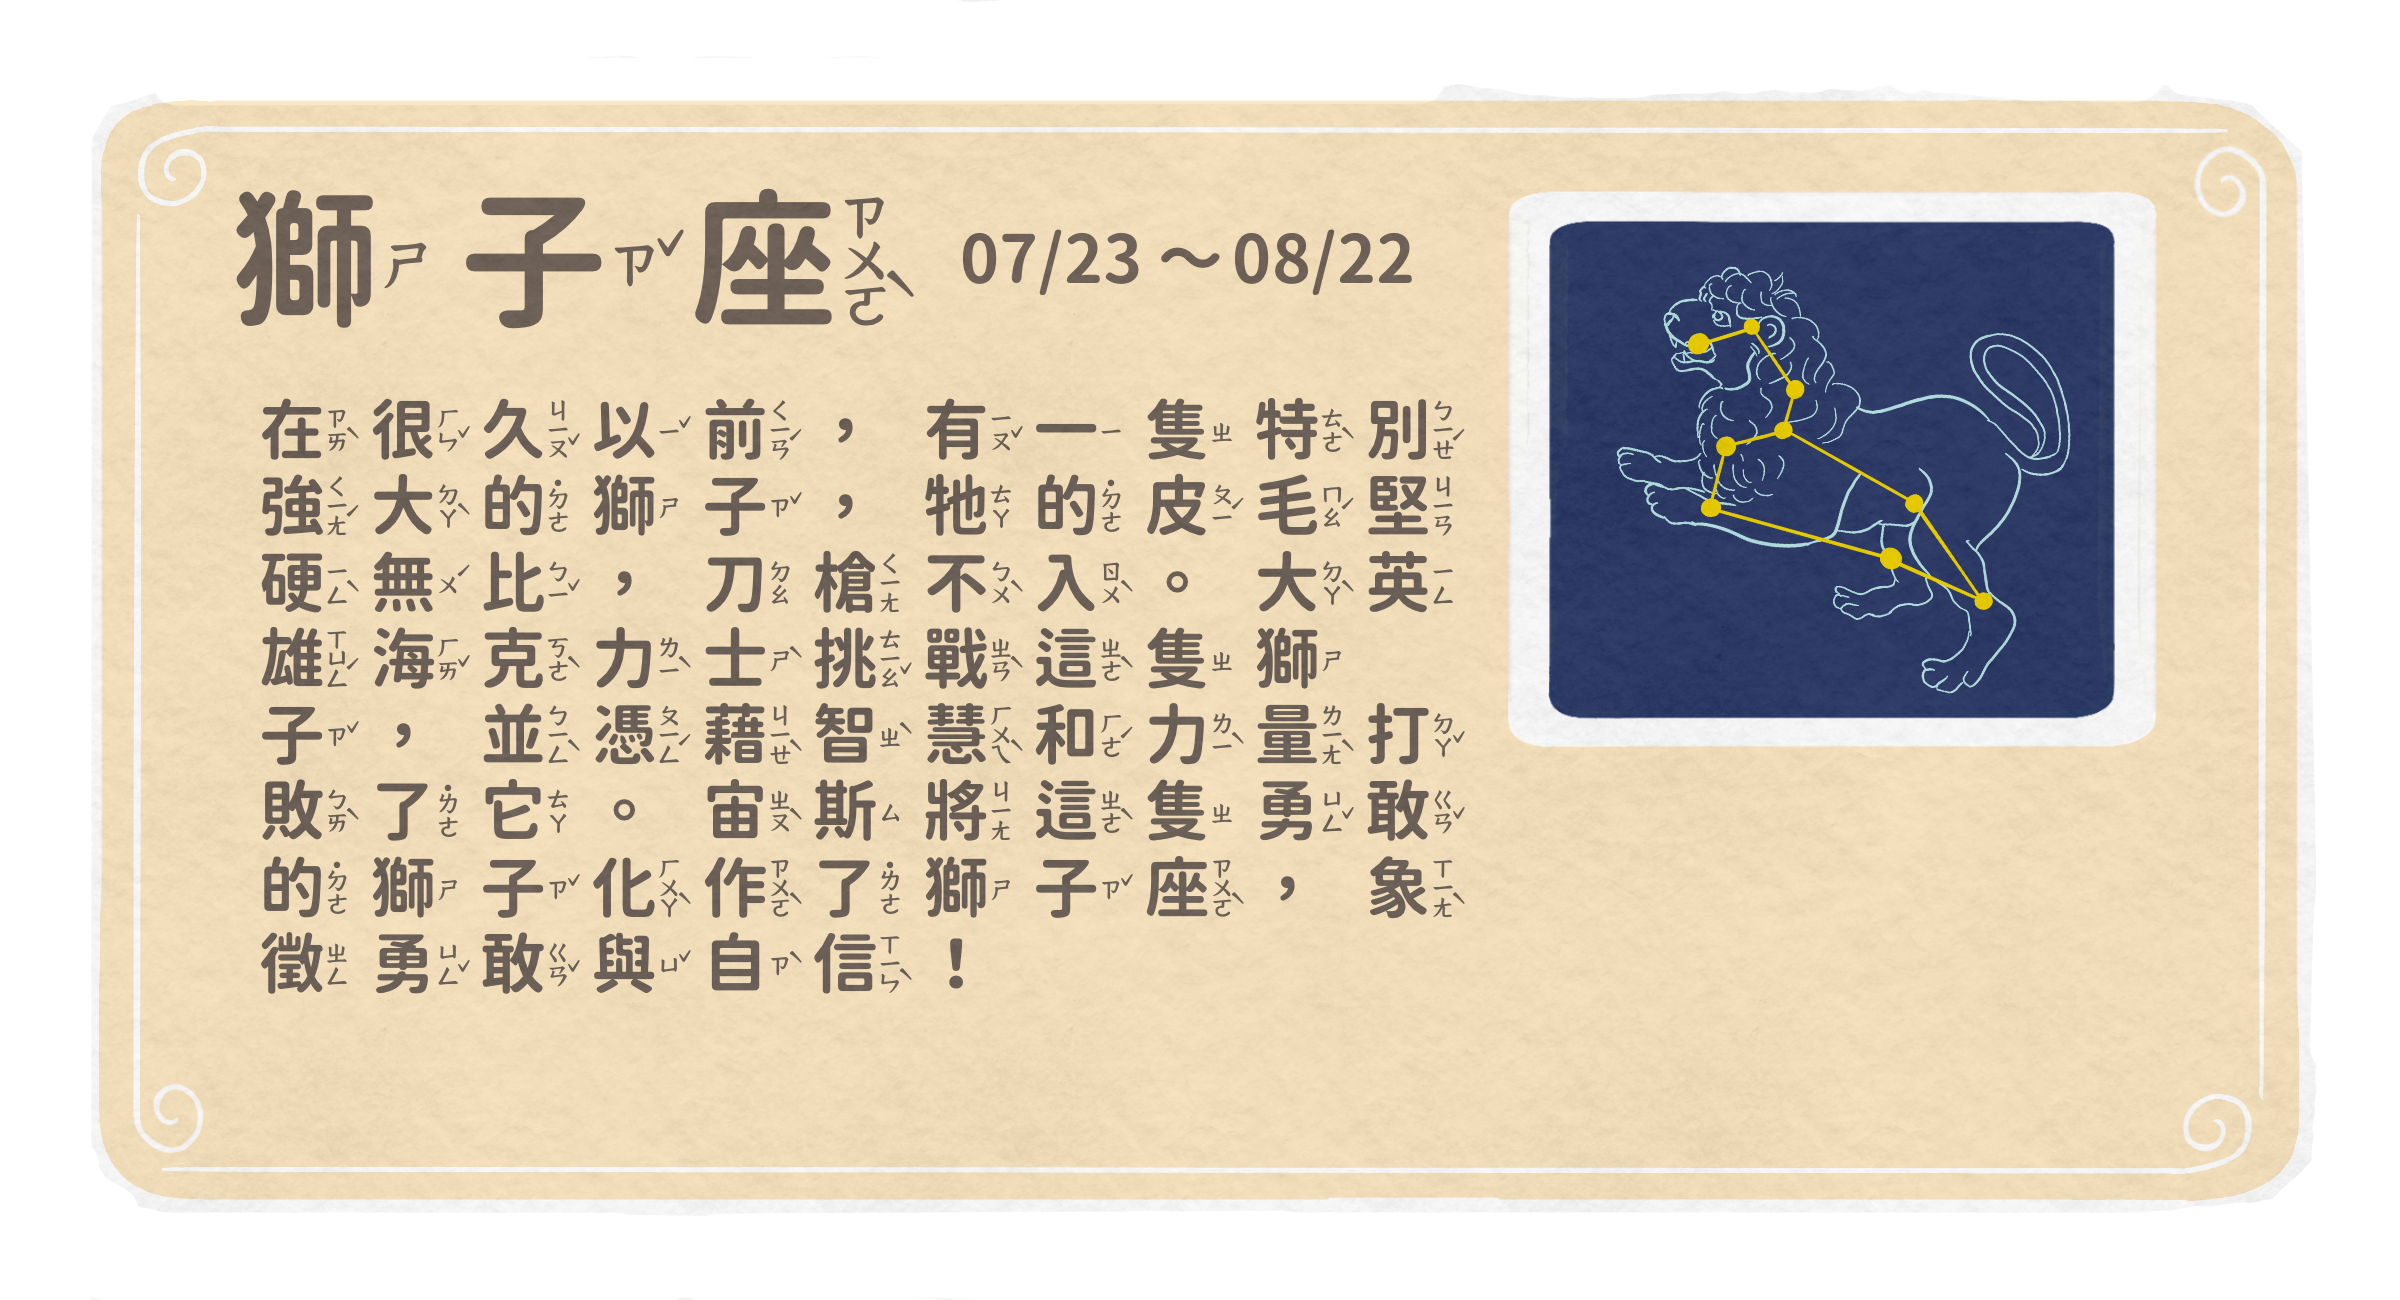 獅子座 07/23～08/22
在很久以前，有一隻特別
強大的獅子，牠的皮毛堅
硬無比，刀槍不入。大英
雄海克力士挑戰這隻獅
子，並憑藉智慧和力量打
敗了它。宙斯將這隻勇敢
的獅子化作了獅子座，象
徵勇敢與自信！